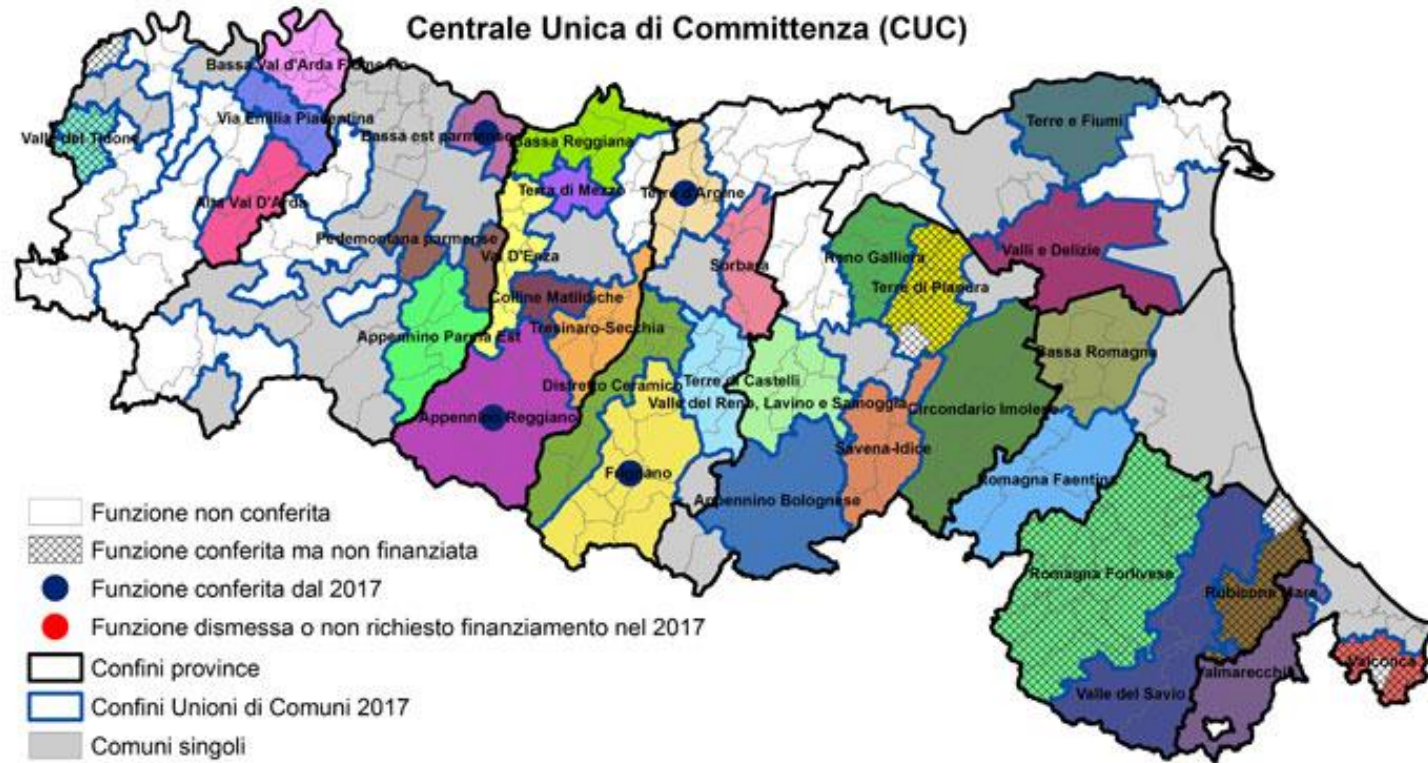 Centrale Unica di Committenza (CUC)
Bassa Val d'Arda Fiume Po
Valle del Tidone
Via Emilia Piacentina
Bassa est parmense
Bassa Reggiana
Terre e Fiumi
Alta Val D'Arda
Terra di Mezzo
Terre d'Argine
Pedemontana parmense
Val D'Enza
Sorbara
Reno Galliera
Valli e Delizie
Terre di Pianura
Colline Matildiche
Appennino Parma Est
Tresinaro-Secchia
Bassa Romagna
Distretto Ceramico
Terre di Castelli
Valle del Reno, Lavino e Samoggia
Circondario Imolese
Appennino Reggiano
Savena-Idice
Frignano
Romagna Faentina
Appennino Bolognese
Romagna Forlivese
Rubicone Mare
Valconca
Valmarecchia
Valle del Savio
Funzione non conferita
Funzione conferita ma non finanziata
Funzione conferita dal 2017
Funzione dismessa o non richiesto finanziamento nel 2017
Confini province
Confini Unioni di Comuni 2017
Comuni singoli